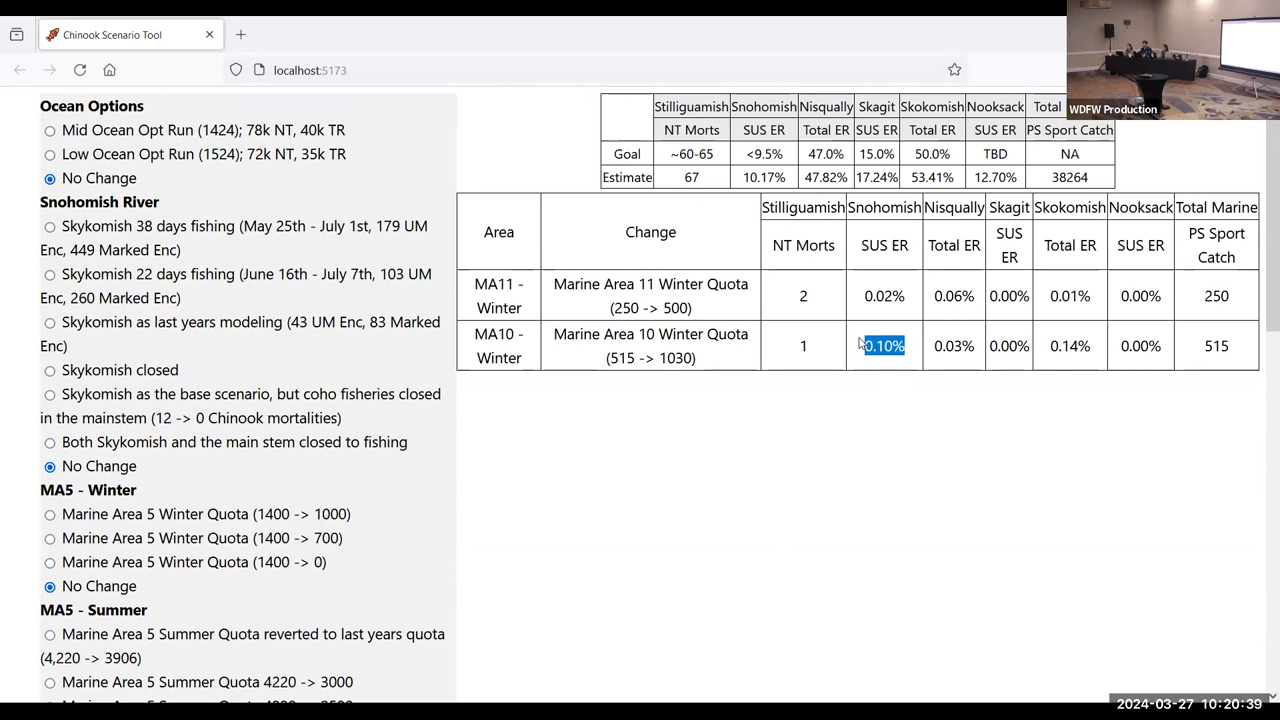 Chinook Scenario Tool
localhost:5173
WDFW Production
Ocean Options
Mid Ocean Opt Run (1424); 78k NT, 40k TR
Low Ocean Opt Run (1524); 72k NT, 35k TR
No Change
Snohomish River
Skykomish 38 days fishing (May 25th - July 1st, 179 UM
Enc, 449 Marked Enc)
Skykomish 22 days fishing (June 16th - July 7th, 103 UM
Enc, 260 Marked Enc)
Skykomish as last years modeling (43 UM Enc, 83 Marked
Enc)
Skykomish closed
Skykomish as the base scenario, but coho fisheries closed
in the mainstem (12 -> 0 Chinook mortalities)
Both Skykomish and the main stem closed to fishing
No Change
MA5 - Winter
Marine Area 5 Winter Quota (1400 -> 1000)
Marine Area 5 Winter Quota (1400 -> 700)
Marine Area 5 Winter Quota (1400 -> 0)
No Change
MA5 - Summer
Marine Area 5 Summer Quota reverted to last years quota
(4,220 -> 3906)
Marine Area 5 Summer Quota 4220 -> 3000
Stilliguamish Snohomish Nisqually Skagit Skokomish Nooksack Total
NT Morts SUS ER Total ER SUS ER Total ER SUS ER PS Sport Catch
Goal ~60-65 <9.5% 47.0% 15.0% 50.0% TBD NA
Estimate 67 10.17% 47.82% 17.24% 53.41% 12.70% 38264
Area Change Stilliguamish Snohomish Nisqually Skagit Skokomish Nooksack Total Marine
NT Morts SUS ER Total ER SUS ER Total ER SUS ER PS Sport Catch
MA11 - Winter Marine Area 11 Winter Quota (250 -> 500) 2 0.02% 0.06% 0.00% 0.01% 0.00% 250
MA10 - Winter Marine Area 10 Winter Quota (515 -> 1030) 1 0.10% 0.03% 0.00% 0.14% 0.00% 515
2024-03-27 10:20:39